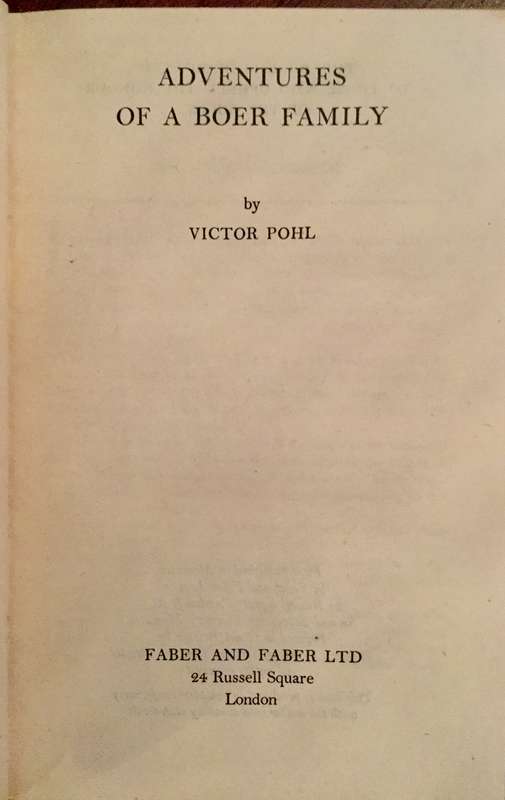 ADVENTURES
OF A BOER FAMILY
by
VICTOR POHL
FABER AND FABER LTD
24 Russell Square
London